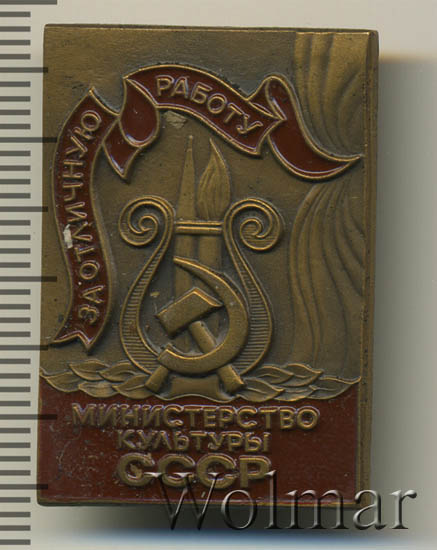 ЗА ОТЛИЧНУЮ РАБОТУ
МИНИСТЕРСТВО
КУЛЬТУРЫ
СССР
Wolmar